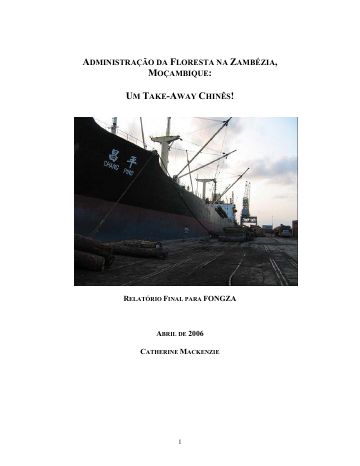 ADMINISTRAÇÃO DA FLORESTA NA ZAMBÉZIA,
MOÇAMBIQUE:
UM TAKE-AWAY CHINÊS!
昌平
CHANG PING
RELATÓRIO FINAL PARA FONGZA
ABRIL DE 2006
CATHERINE MACKENZIE
1